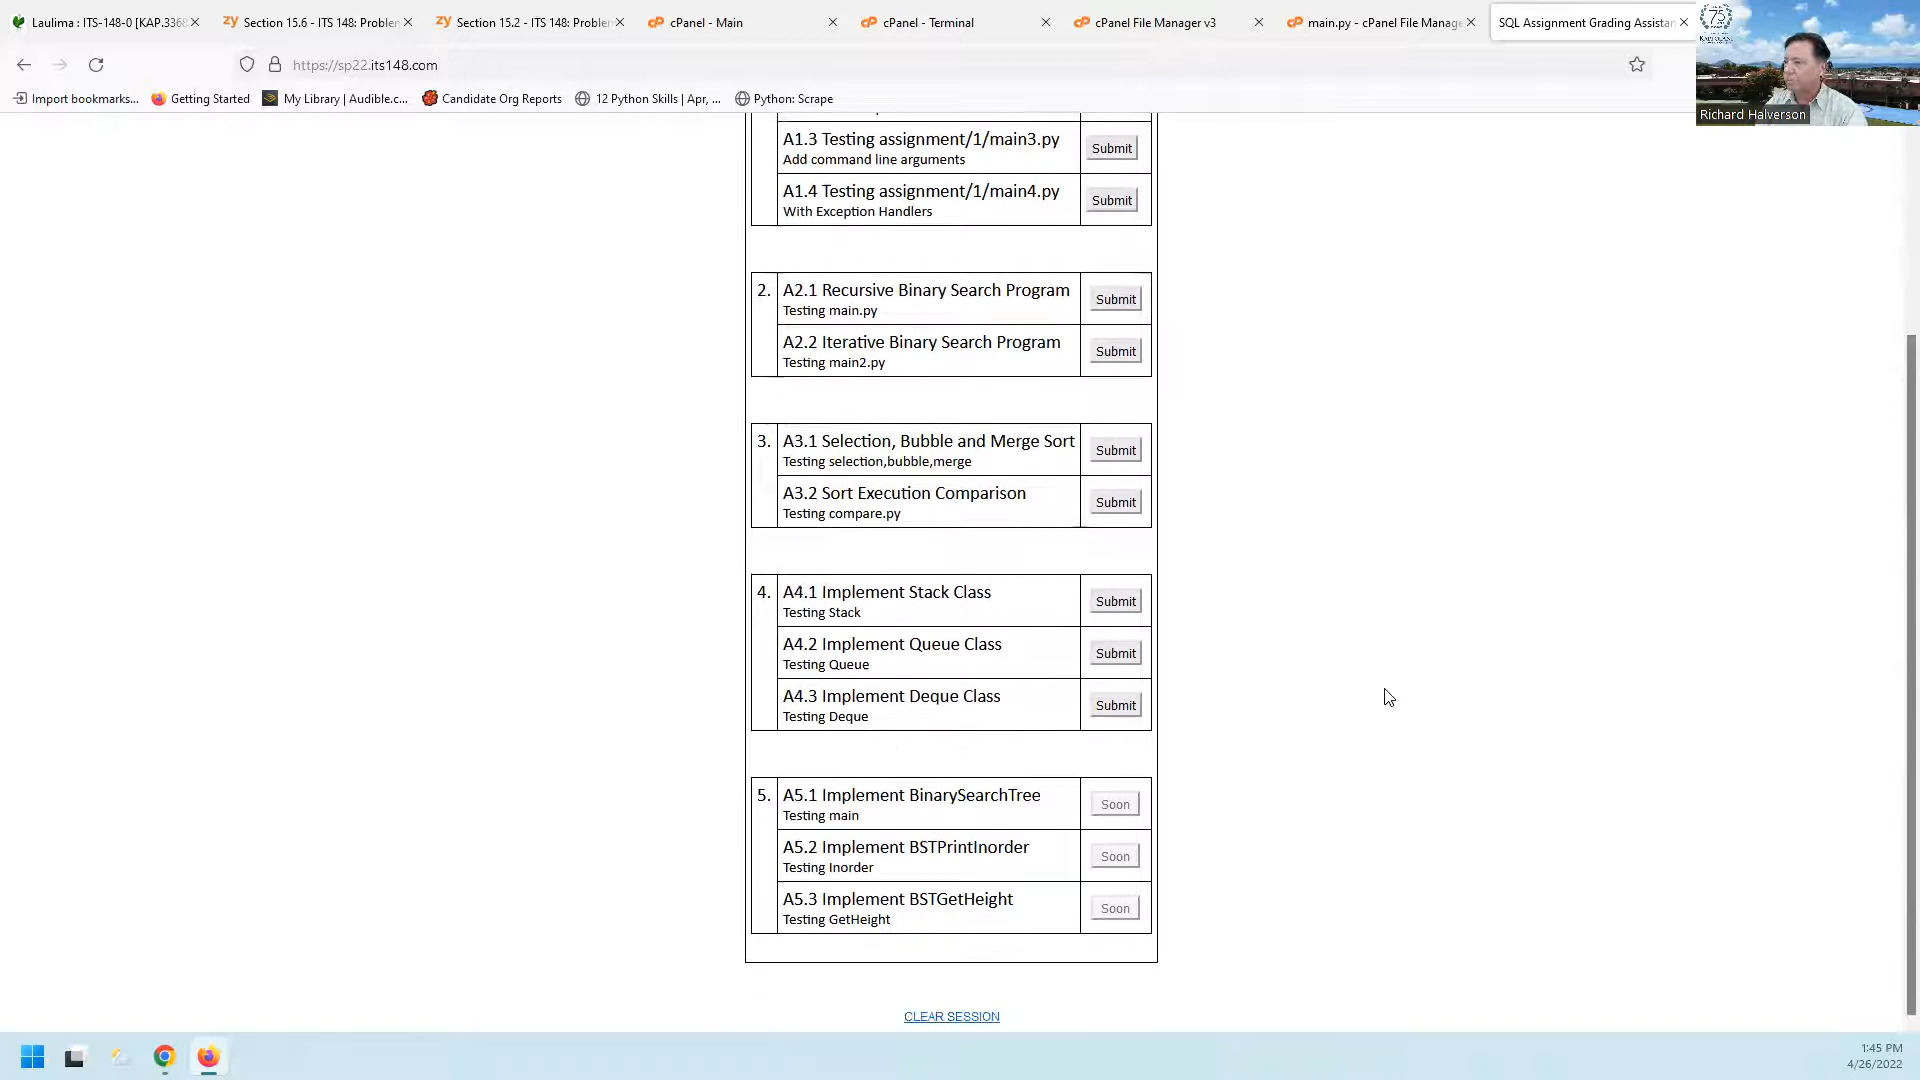 Laulima : ITS-148-0 [KAP.3368
Section 15.6 - ITS 148: Problem
Section 15.2 - ITS 148: Problem
cPanel - Main
cPanel - Terminal
cPanel File Manager v3
main.py - cPanel File Manage
SQL Assignment Grading Assistan
https://sp22.its148.com
Import bookmarks...
Getting Started
My Library | Audible.c...
Candidate Org Reports
12 Python Skills | Apr, ...
Python: Scrape
75
Richard Halverson
A1.3 Testing assignment/1/main3.py
Add command line arguments
Submit
A1.4 Testing assignment/1/main4.py
With Exception Handlers
Submit
2.
A2.1 Recursive Binary Search Program
Testing main.py
Submit
A2.2 Iterative Binary Search Program
Testing main2.py
Submit
3.
A3.1 Selection, Bubble and Merge Sort
Testing selection,bubble,merge
Submit
A3.2 Sort Execution Comparison
Testing compare.py
Submit
4.
A4.1 Implement Stack Class
Testing Stack
Submit
A4.2 Implement Queue Class
Testing Queue
Submit
A4.3 Implement Deque Class
Testing Deque
Submit
5.
A5.1 Implement BinarySearchTree
Testing main
Soon
A5.2 Implement BSTPrintInorder
Testing Inorder
Soon
A5.3 Implement BSTGetHeight
Testing GetHeight
Soon
CLEAR SESSION
1:45 PM
4/26/2022